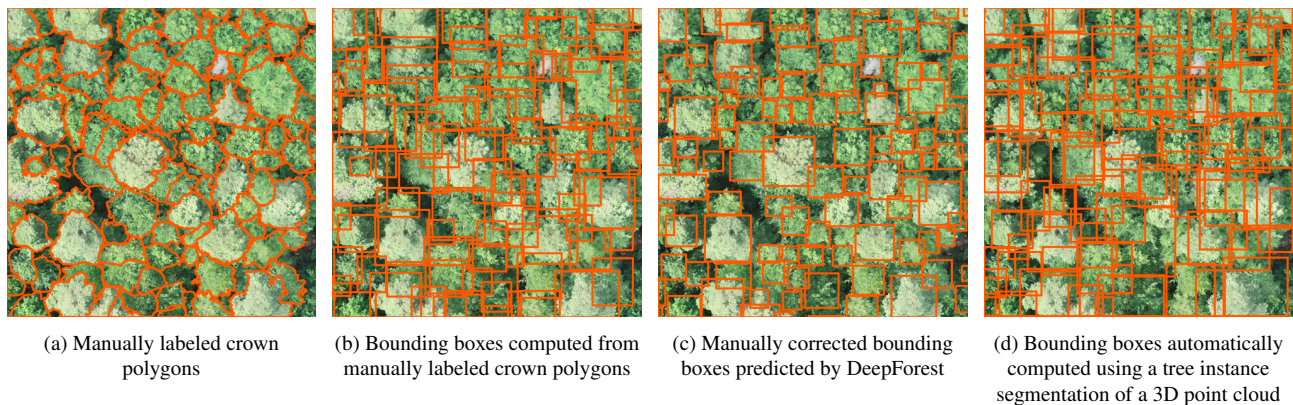 (a) Manually labeled crown
polygons
(b) Bounding boxes computed from
manually labeled crown polygons
(c) Manually corrected bounding
boxes predicted by DeepForest
(d) Bounding boxes automatically
computed using a tree instance
segmentation of a 3D point cloud